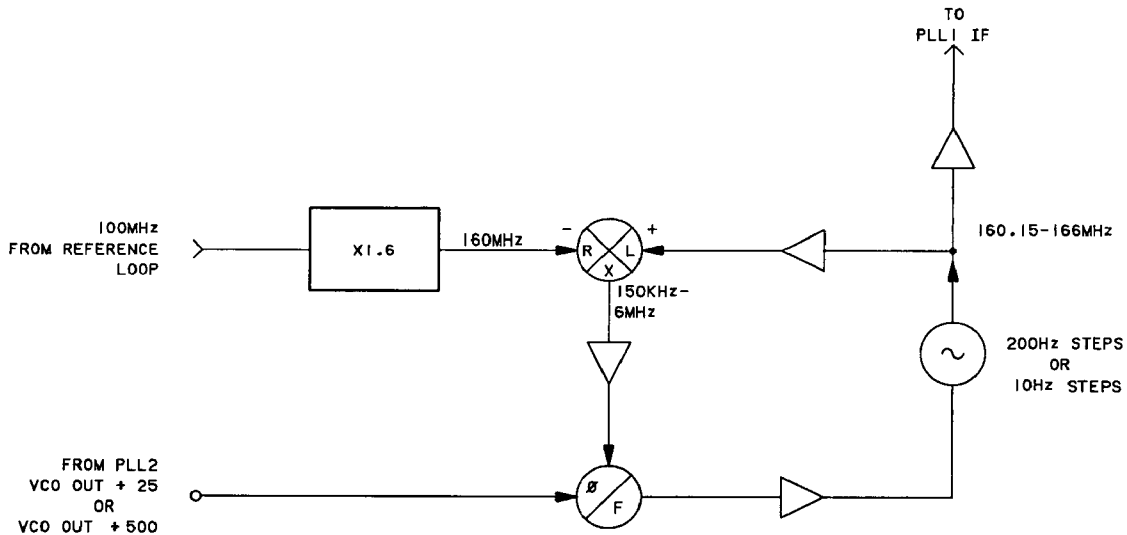 TO
PLL1 IF
100MHz
FROM REFERENCE
LOOP
X1.6
160MHz
- +
R L
X
160.15-166MHz
150KHz-
6MHz
~
200Hz STEPS
OR
10Hz STEPS
FROM PLL2
VCO OUT + 25
OR
VCO OUT +500
Ø
F